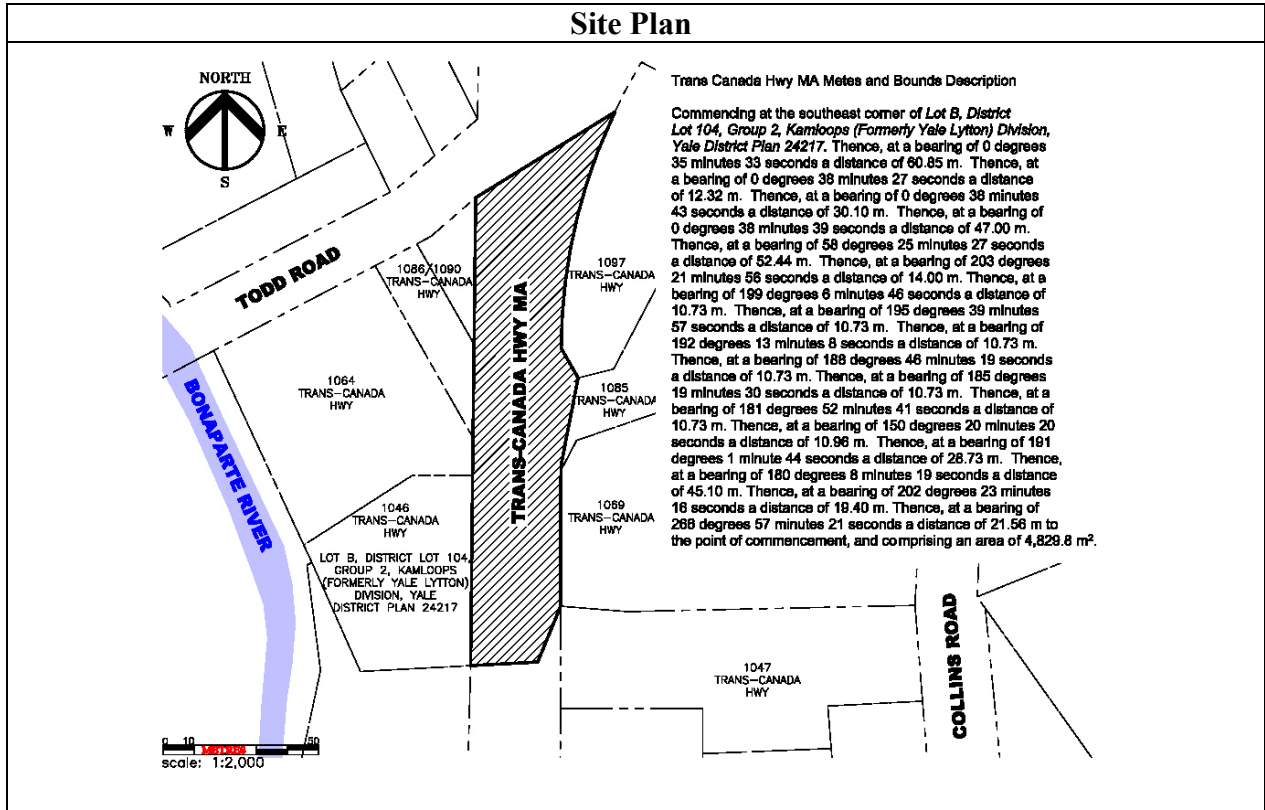 Site Plan
NORTH
W
E
S
Trans Canada Hwy MA Metes and Bounds Description
Commencing at the southeast corner of Lot B, District
Lot 104, Group 2, Kamloops (Formerly Yale Lytton) Division,
Yale District Plan 24217. Thence, at a bearing of 0 degrees
35 minutes 33 seconds a distance of 60.85 m. Thence, at
a bearing of 0 degrees 38 minutes 27 seconds a distance
of 12.32 m. Thence, at a bearing of 0 degrees 38 minutes
43 seconds a distance of 30.10 m. Thence, at a bearing of
0 degrees 38 minutes 39 seconds a distance of 47.00 m.
Thence, at a bearing of 58 degrees 25 minutes 27 seconds
a distance of 52.44 m. Thence, at a bearing of 203 degrees
21 minutes 56 seconds a distance of 14.00 m. Thence, at a
bearing of 199 degrees 6 minutes 46 seconds a distance of
10.73 m. Thence, at a bearing of 195 degrees 39 minutes
57 seconds a distance of 10.73 m. Thence, at a bearing of
192 degrees 13 minutes 8 seconds a distance of 10.73 m.
Thence, at a bearing of 188 degrees 46 minutes 19 seconds
a distance of 10.73 m. Thence, at a bearing of 185 degrees
19 minutes 30 seconds a distance of 10.73 m. Thence, at a
bearing of 181 degrees 52 minutes 41 seconds a distance of
10.73 m. Thence, at a bearing of 150 degrees 20 minutes 20
seconds a distance of 10.96 m. Thence, at a bearing of 191
degrees 1 minute 44 seconds a distance of 28.73 m. Thence,
at a bearing of 180 degrees 8 minutes 19 seconds a distance
of 45.10 m. Thence, at a bearing of 202 degrees 23 minutes
16 seconds a distance of 19.40 m. Thence, at a bearing of
268 degrees 57 minutes 21 seconds a distance of 21.56 m to
the point of commencement, and comprising an area of 4,829.8 m².
TODD ROAD
1086/1090
TRANS-CANADA
HWY
1097
TRANS-CANADA
HWY
TRANS-CANADA HWY MA
1064
TRANS-CANADA
HWY
1085
TRANS-CANADA
HWY
BONAPARTE RIVER
1046
TRANS-CANADA
HWY
1069
TRANS-CANADA
HWY
LOT B, DISTRICT LOT 104,
GROUP 2, KAMLOOPS
(FORMERLY YALE LYTTON)
DIVISION, YALE
DISTRICT PLAN 24217
COLLINS ROAD
1047
TRANS-CANADA
HWY
0 10 50
METRES
scale: 1:2,000